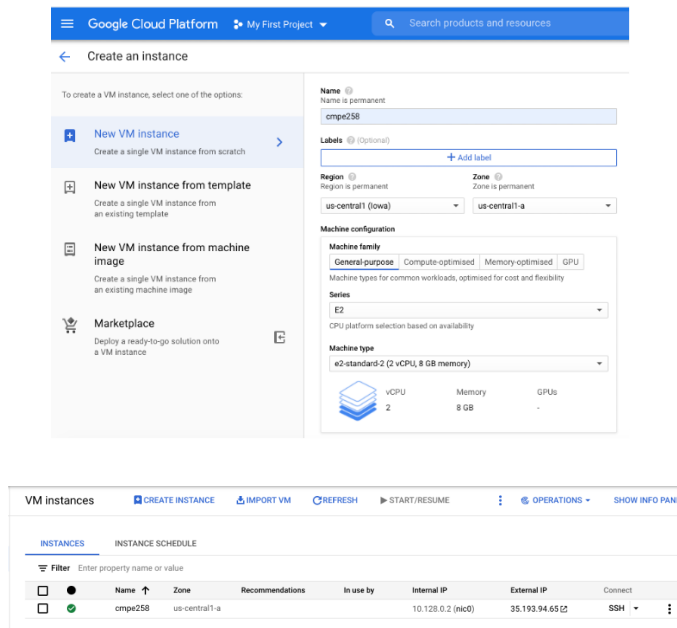 Google Cloud Platform My First Project Search products and resources
Create an instance
To create a VM instance, select one of the options:
New VM instance
Create a single VM instance from scratch
New VM instance from template
Create a single VM instance from
an existing template
New VM instance from machine
image
Create a single VM instance from
an existing machine image
Marketplace
Deploy a ready-to-go solution onto
a VM instance
Name
Name is permanent
cmpe258
Labels (Optional)
+ Add label
Region Zone
Region is permanent Zone is permanent
us-central1 (Iowa) us-central1-a
Machine configuration
Machine family
General-purpose Compute-optimised Memory-optimised GPU
Machine types for common workloads, optimised for cost and flexibility
Series
E2
CPU platform selection based on availability
Machine type
e2-standard-2 (2 vCPU, 8 GB memory)
vCPU Memory GPUs
2 8 GB -
VM instances CREATE INSTANCE IMPORT VM REFRESH START/RESUME OPERATIONS SHOW INFO PAN
INSTANCES INSTANCE SCHEDULE
Filter Enter property name or value
Name Zone Recommendations In use by Internal IP External IP Connect
cmpe258 us-central1-a 10.128.0.2 (nic0) 35.193.94.65 SSH